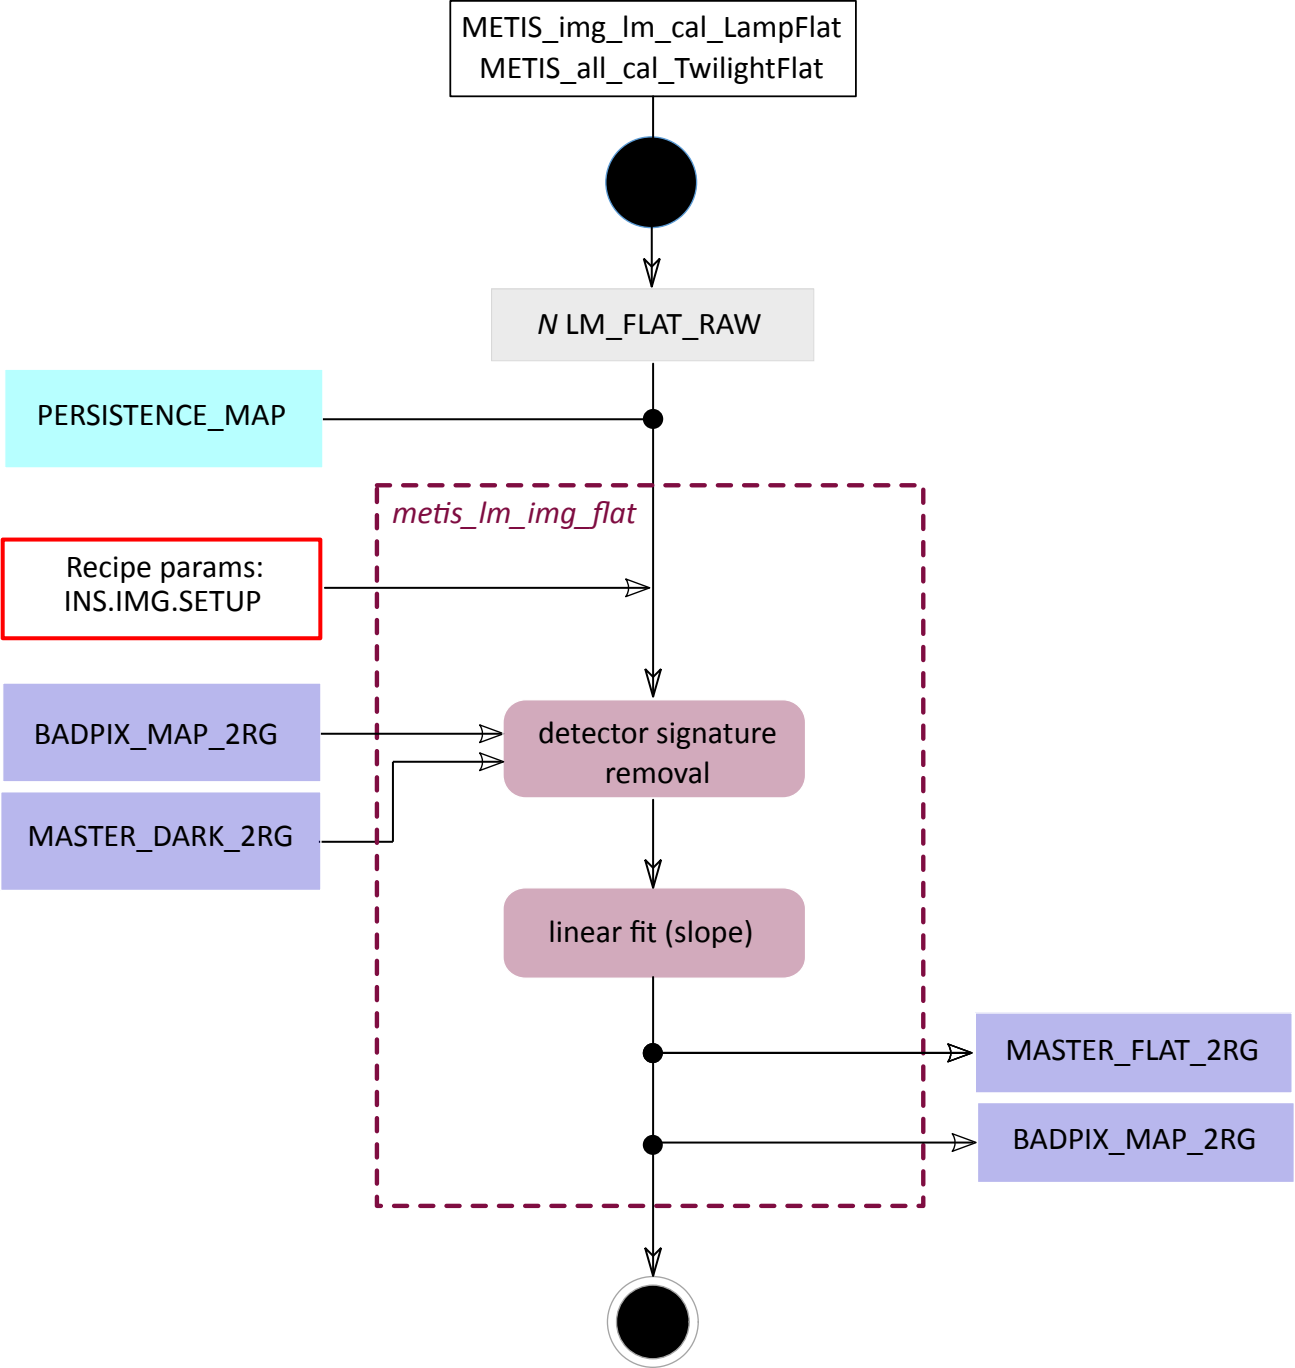 METIS_img_lm_cal_LampFlat
METIS_all_cal_TwilightFlat
N LM_FLAT_RAW
PERSISTENCE_MAP
metis_lm_img_flat
Recipe params:
INS.IMG.SETUP
BADPIX_MAP_2RG
detector signature
removal
MASTER_DARK_2RG
linear fit (slope)
MASTER_FLAT_2RG
BADPIX_MAP_2RG